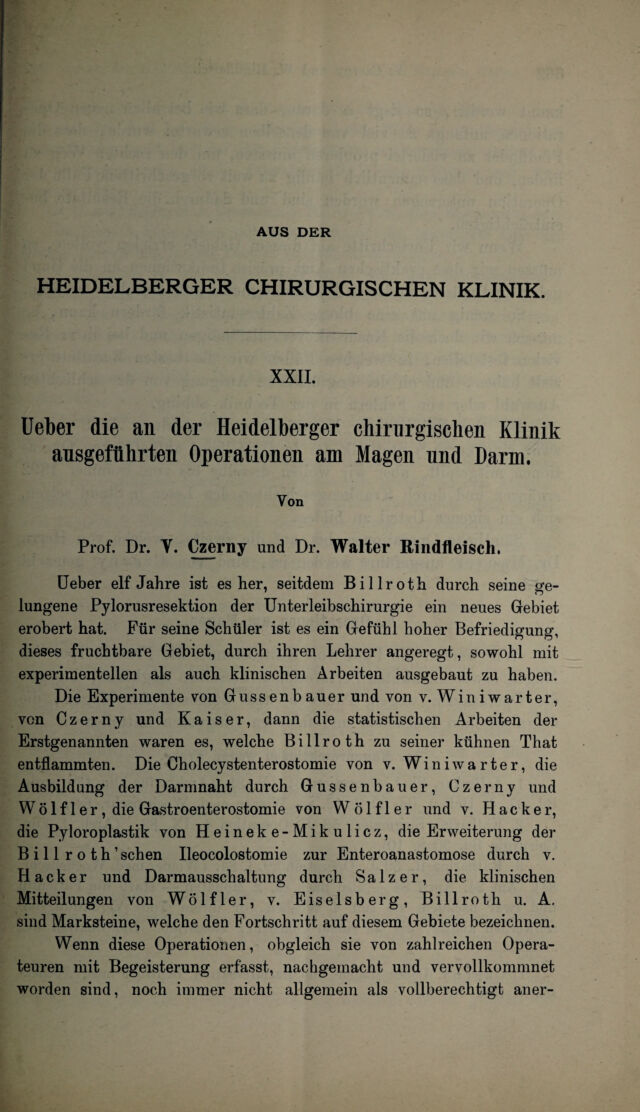 AUS DER
HEIDELBERGER CHIRURGISCHEN KLINIK.
XXII.
Ueber die an der Heidelberger chirurgischen Klinik
ausgeführten Operationen am Magen und Darm.
Von
Prof. Dr. V. Czerny und Dr. Walter Rindfleisch.
Ueber elf Jahre ist es her, seitdem Billroth durch seine ge-
lungene Pylorusresektion der Unterleibschirurgie ein neues Gebiet
erobert hat. Für seine Schüler ist es ein Gefühl hoher Befriedigung,
dieses fruchtbare Gebiet, durch ihren Lehrer angeregt, sowohl mit
experimentellen als auch klinischen Arbeiten ausgebaut zu haben.
Die Experimente von Gussenbauer und von v. Winiwarter,
von Czerny und Kaiser, dann die statistischen Arbeiten der
Erstgenannten waren es, welche Billroth zu seiner kühnen That
entflammten. Die Cholecystenterostomie von v. Winiwarter, die
Ausbildung der Darmnaht durch Gussenbauer, Czerny und
Wölfler, die Gastroenterostomie von Wölfler und v. Hacker,
die Pyloroplastik von Heineke-Mikulicz, die Erweiterung der
Billroth'schen Ileocolostomie zur Enteroanastomose durch v.
Hacker und Darmausschaltung durch Salzer, die klinischen
Mitteilungen von Wölfler, v. Eiselsberg, Billroth u. A.
sind Marksteine, welche den Fortschritt auf diesem Gebiete bezeichnen.
Wenn diese Operationen, obgleich sie von zahlreichen Opera-
teuren mit Begeisterung erfasst, nachgemacht und vervollkommnet
worden sind, noch immer nicht allgemein als vollberechtigt aner-